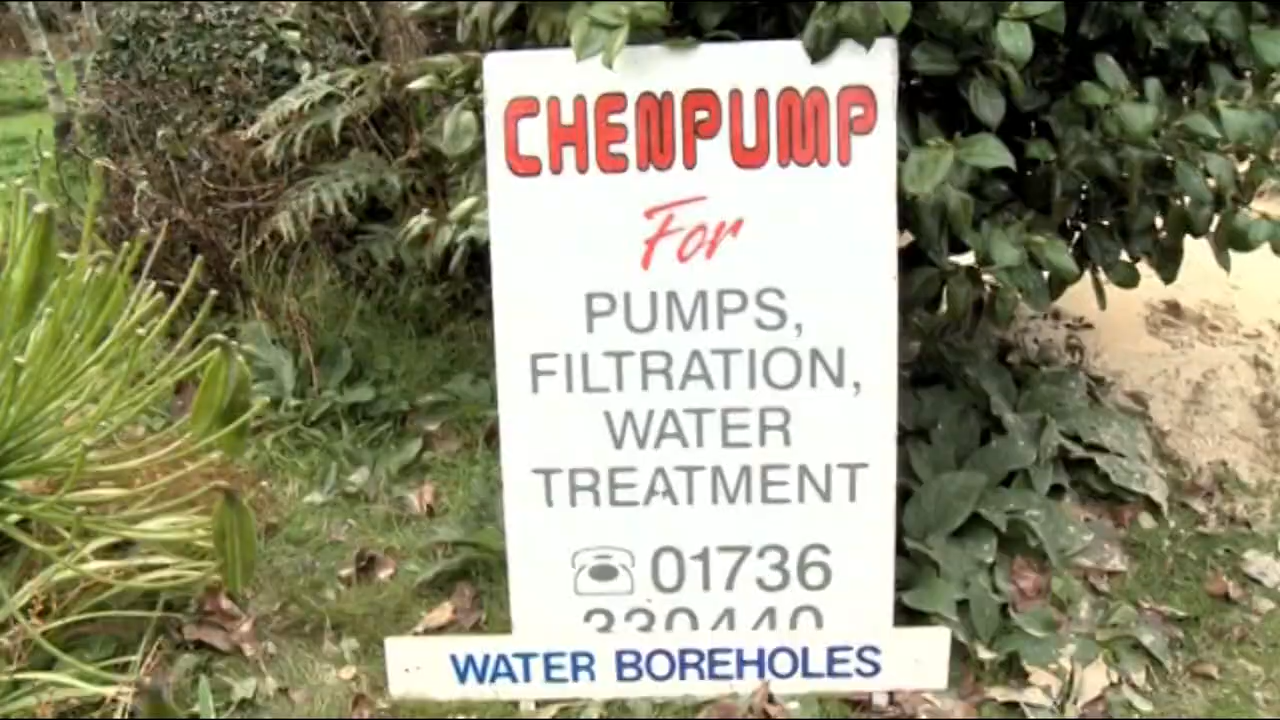 CHENPUMP
For
PUMPS,
FILTRATION,
WATER
TREATMENT
01736
WATER BOREHOLES